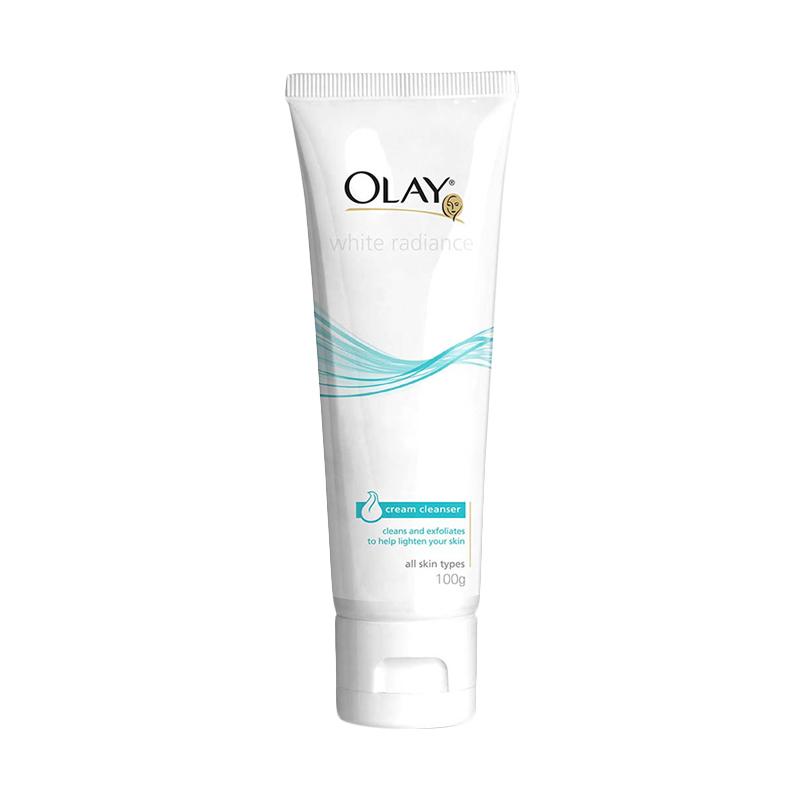 OLAY®
white radiance
cream cleanser
cleans and exfoliates
to help lighten your skin
all skin types
100g